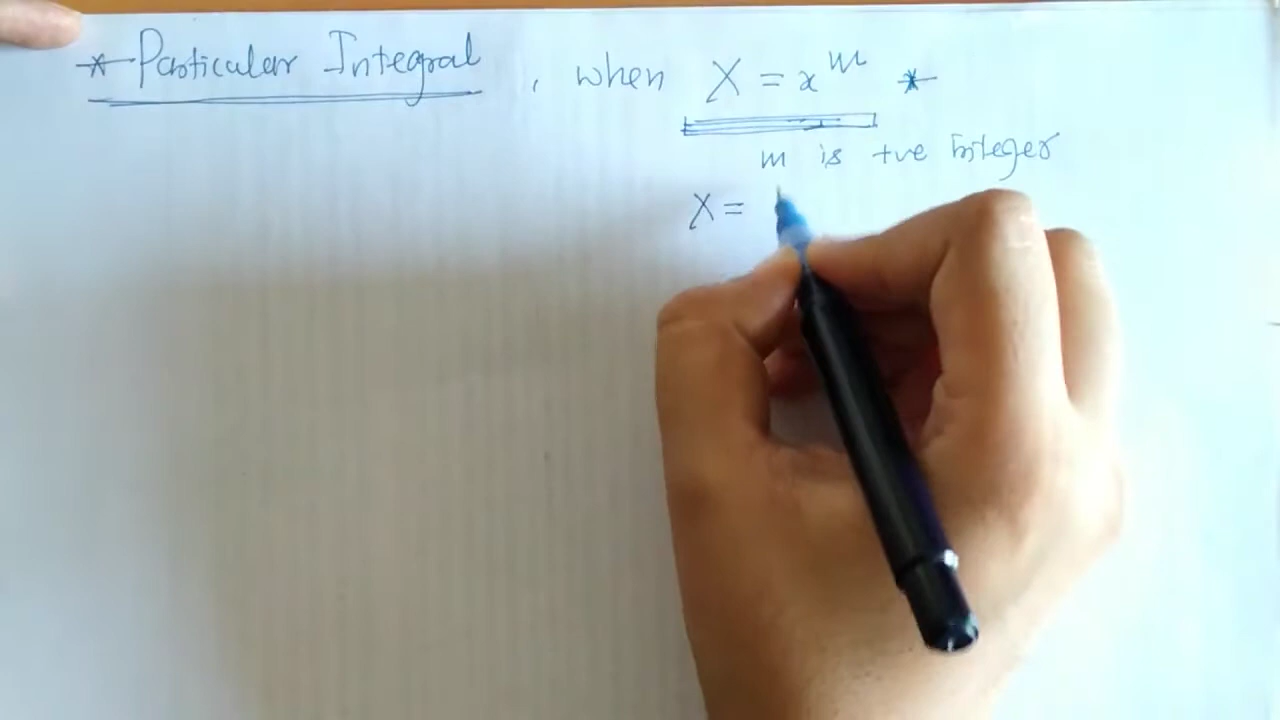 * Particular Integral , when X = x^m *
m is +ve Integer
X =